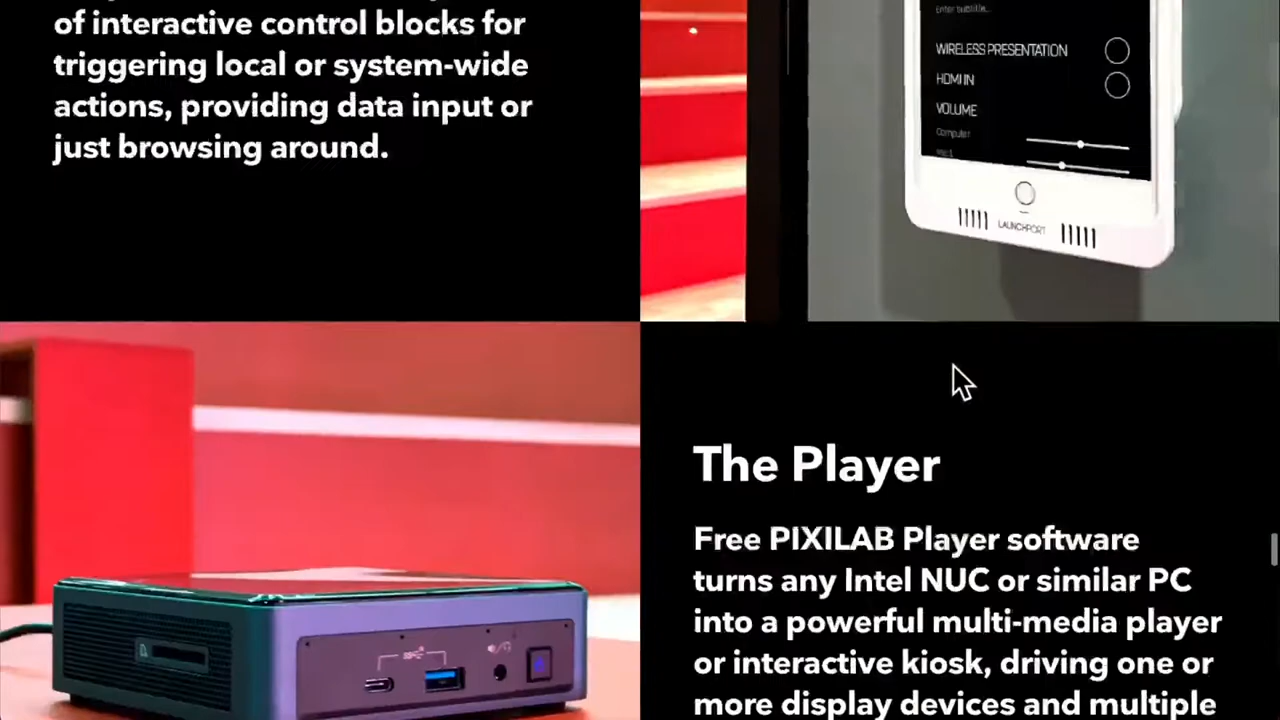 of interactive control blocks for
triggering local or system-wide
actions, providing data input or
just browsing around.
Enter subtitle...
WIRELESS PRESENTATION
HDMI IN
VOLUME
Computer
LAUNCHPORT
The Player
Free PIXILAB Player software
turns any Intel NUC or similar PC
into a powerful multi-media player
or interactive kiosk, driving one or
more display devices and multiple